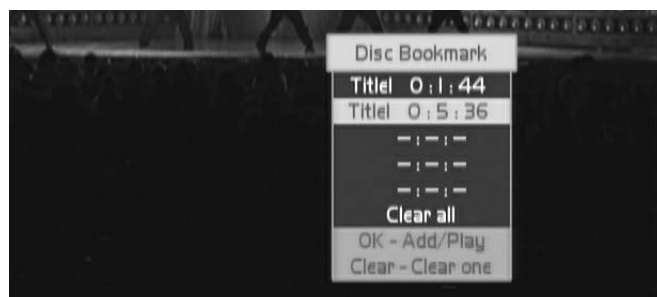 Disc Bookmark
Title1 0:1:44
Title1 0:5:36
-:-:-
-:-:-
-:-:-
Clear all
OK - Add/Play
Clear - Clear one